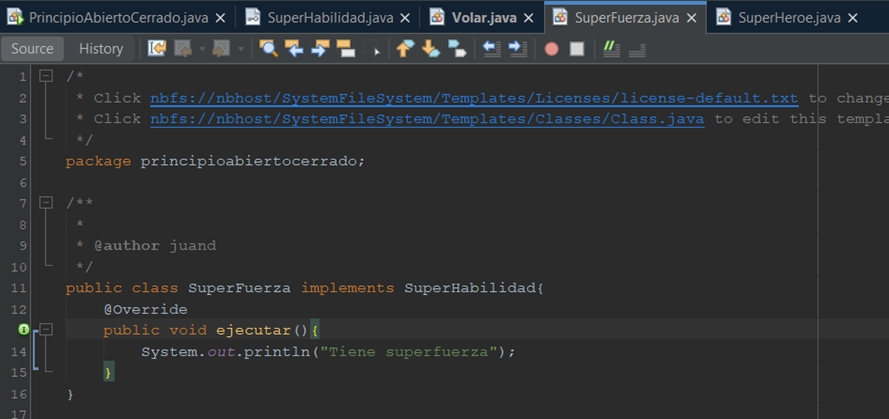 PrincipioAbiertoCerrado.java SuperHabilidad.java Volar.java SuperFuerza.java SuperHeroe.java
Source History
1 /*
2 * Click nbfs://nbhost/SystemFileSystem/Templates/Licenses/license-default.txt to change
3 * Click nbfs://nbhost/SystemFileSystem/Templates/Classes/Class.java to edit this templa
4 */
5 package principioabiertocerrado;
6
7 /**
8 *
9 * @author juand
10 */
11 public class SuperFuerza implements SuperHabilidad{
12 @Override
public void ejecutar(){
14 System.out.println("Tiene superfuerza");
15 }
16 }
17